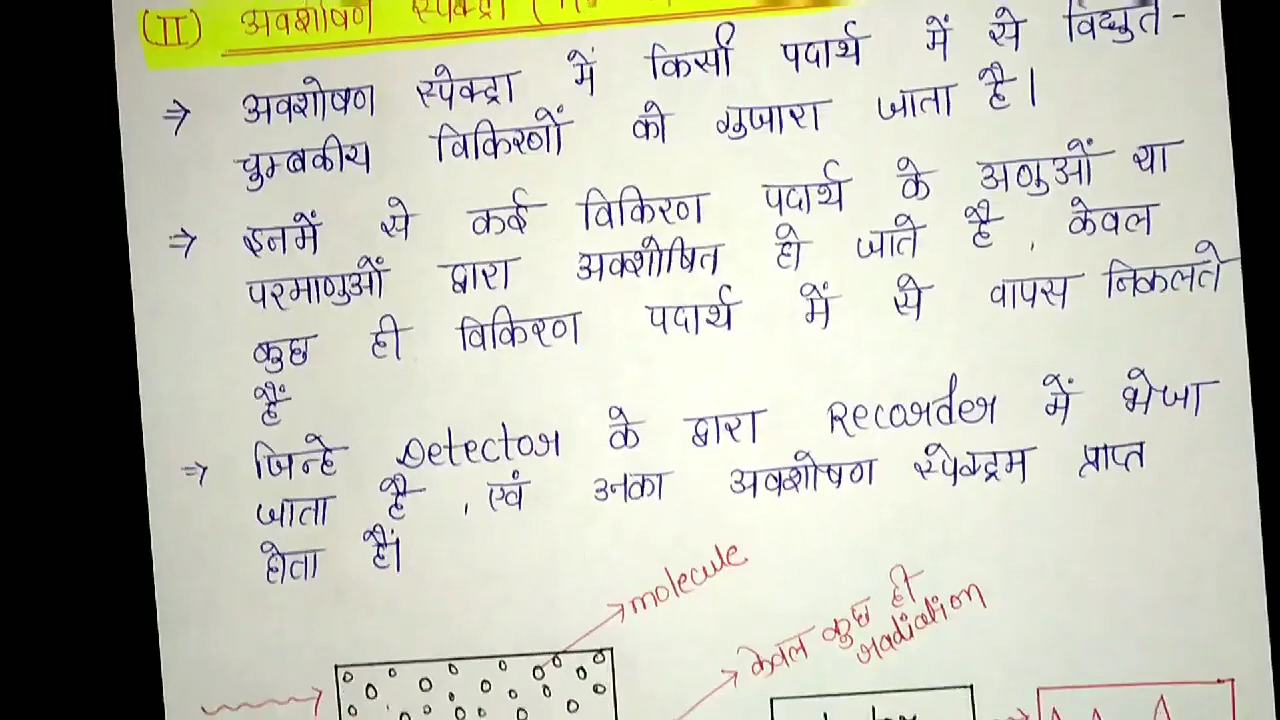 (II) अवशोषण स्पेक्ट्रा
⇒ अवशोषण स्पेक्ट्रा में किसी पदार्थ में से विद्युत-
चुम्बकीय विकिरणों को गुजारा जाता है।
⇒ इनमें से कई विकिरण पदार्थ के अणुओं या
परमाणुओं द्वारा अवशोषित हो जाते है, केवल
कुछ ही विकिरण पदार्थ में से वापस निकलते
हैं
⇒ जिन्हे Detector के द्वारा Recorder में भेजा
जाता है, एवं उनका अवशोषण स्पेक्ट्रम प्राप्त
होता हैं।
molecule
केवल कुछ ही
radiation